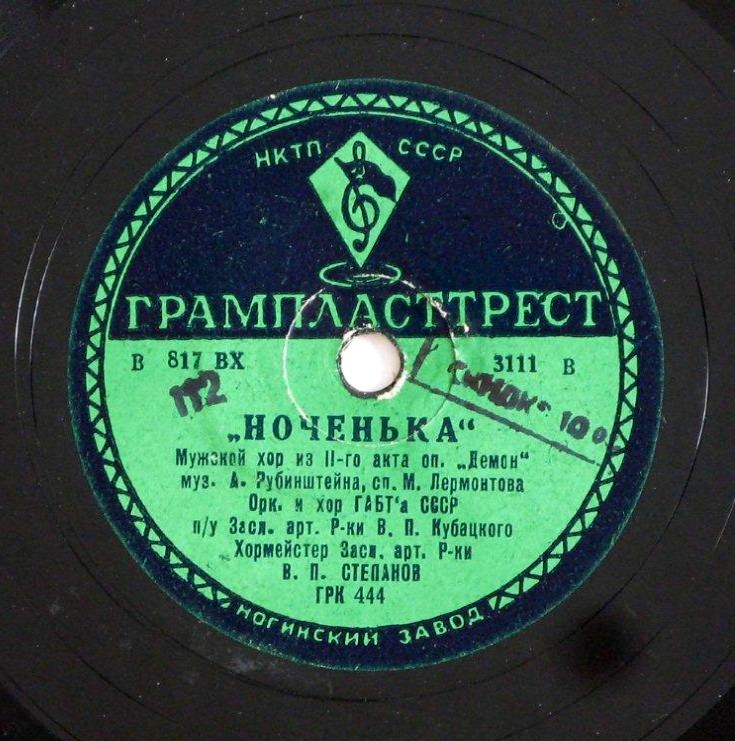 НКТП СССР
ГРАМПЛАСТТРЕСТ
В 817 ВХ 3111 В
„НОЧЕНЬКА“
Мужской хор из II-го акта оп. „Демон“
муз. А. Рубинштейна, сл. М. Лермонтова
Орк. и хор ГАБТ'а СССР
п/у Засл. арт. Р-ки В. П. Кубацкого
Хормейстер Засл. арт. Р-ки
В. П. СТЕПАНОВ
ГРК 444
НОГИНСКИЙ ЗАВОД